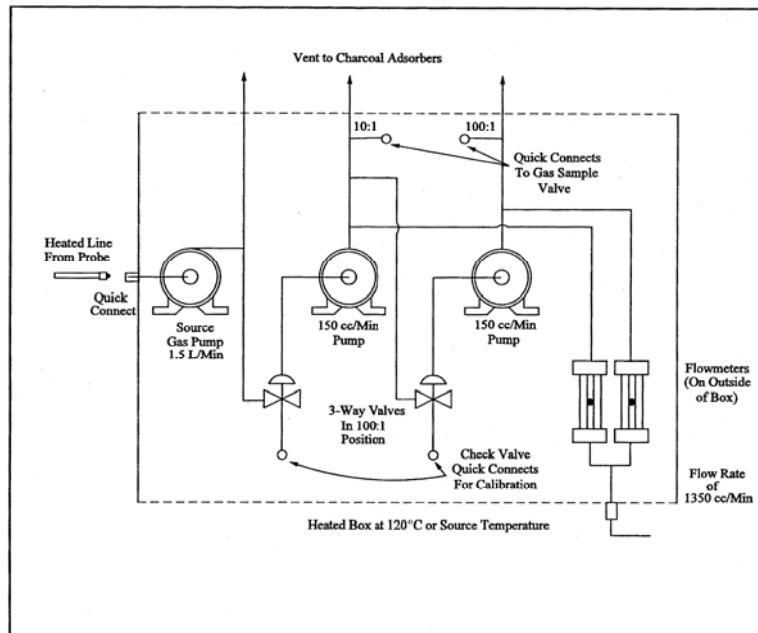 Vent to Charcoal Adsorbers
10:1
100:1
Quick Connects
To Gas Sample
Valve
Heated Line
From Probe
Quick
Connect
Source
Gas Pump
1.5 L/Min
150 cc/Min
Pump
150 cc/Min
Pump
3-Way Valves
In 100:1
Position
Check Valve
Quick Connects
For Calibration
Flowmeters
(On Outside
of Box)
Flow Rate
of
1350 cc/Min
Heated Box at 120°C or Source Temperature